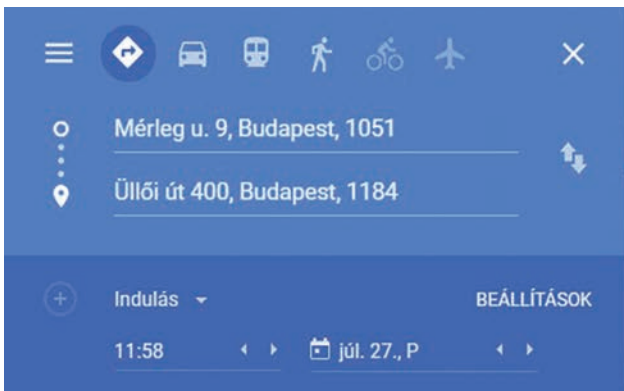 Mérleg u. 9, Budapest, 1051
Üllői út 400, Budapest, 1184
Indulás BEÁLLÍTÁSOK
11:58 júl. 27., P